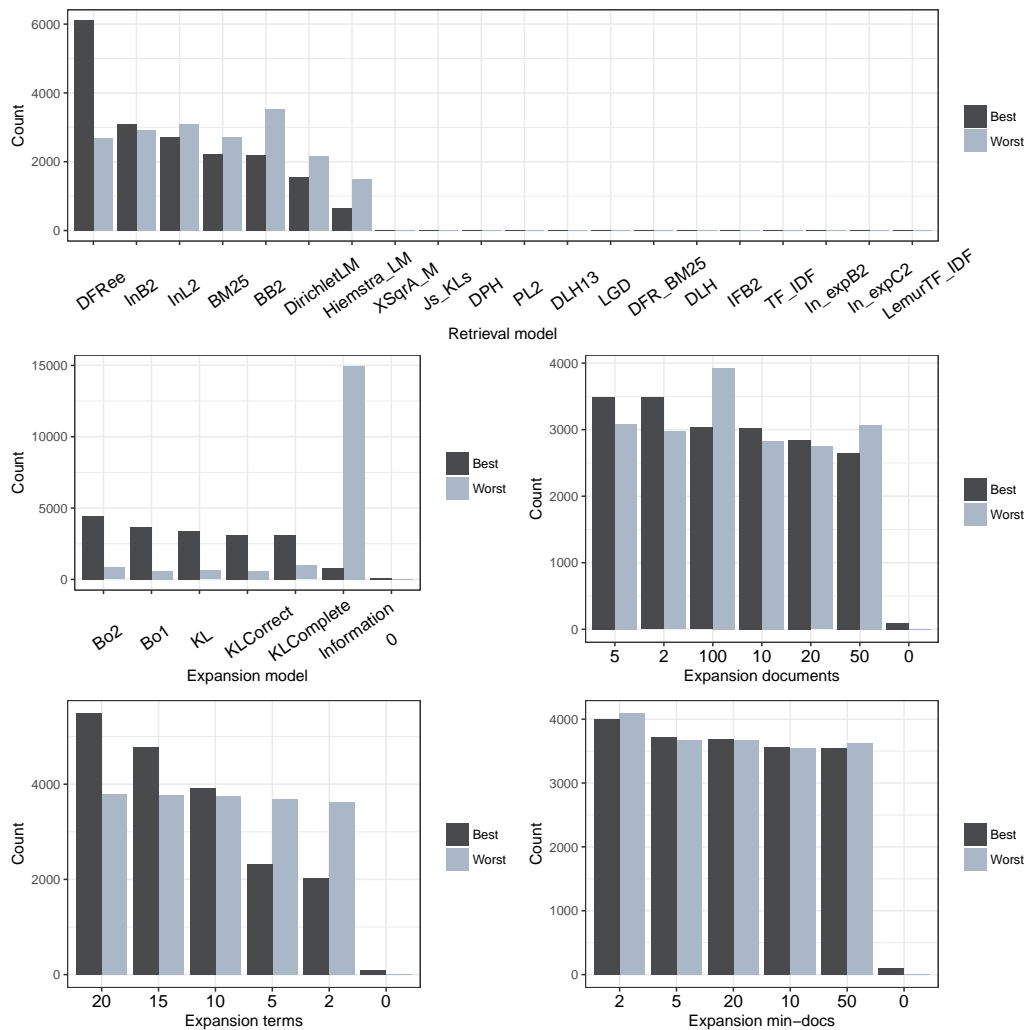 6000
4000
2000
0
Count
DFRee
InB2
InL2
BM25
BB2
DirichletLM
Hiemstra_LM
XSqrA_M
Js_KLs
DPH
PL2
DLH13
LGD
DFR_BM25
DLH
IFB2
TF_IDF
In_expB2
In_expC2
LemurTF_IDF
Retrieval model
Best
Worst
15000
10000
5000
0
Count
Bo2
Bo1
KL
KLCorrect
KLComplete
Information
0
Expansion model
Best
Worst
4000
3000
2000
1000
0
Count
5 2 100 10 20 50 0
Expansion documents
Best
Worst
4000
2000
0
Count
20 15 10 5 2 0
Expansion terms
Best
Worst
4000
3000
2000
1000
0
Count
2 5 20 10 50 0
Expansion min−docs
Best
Worst